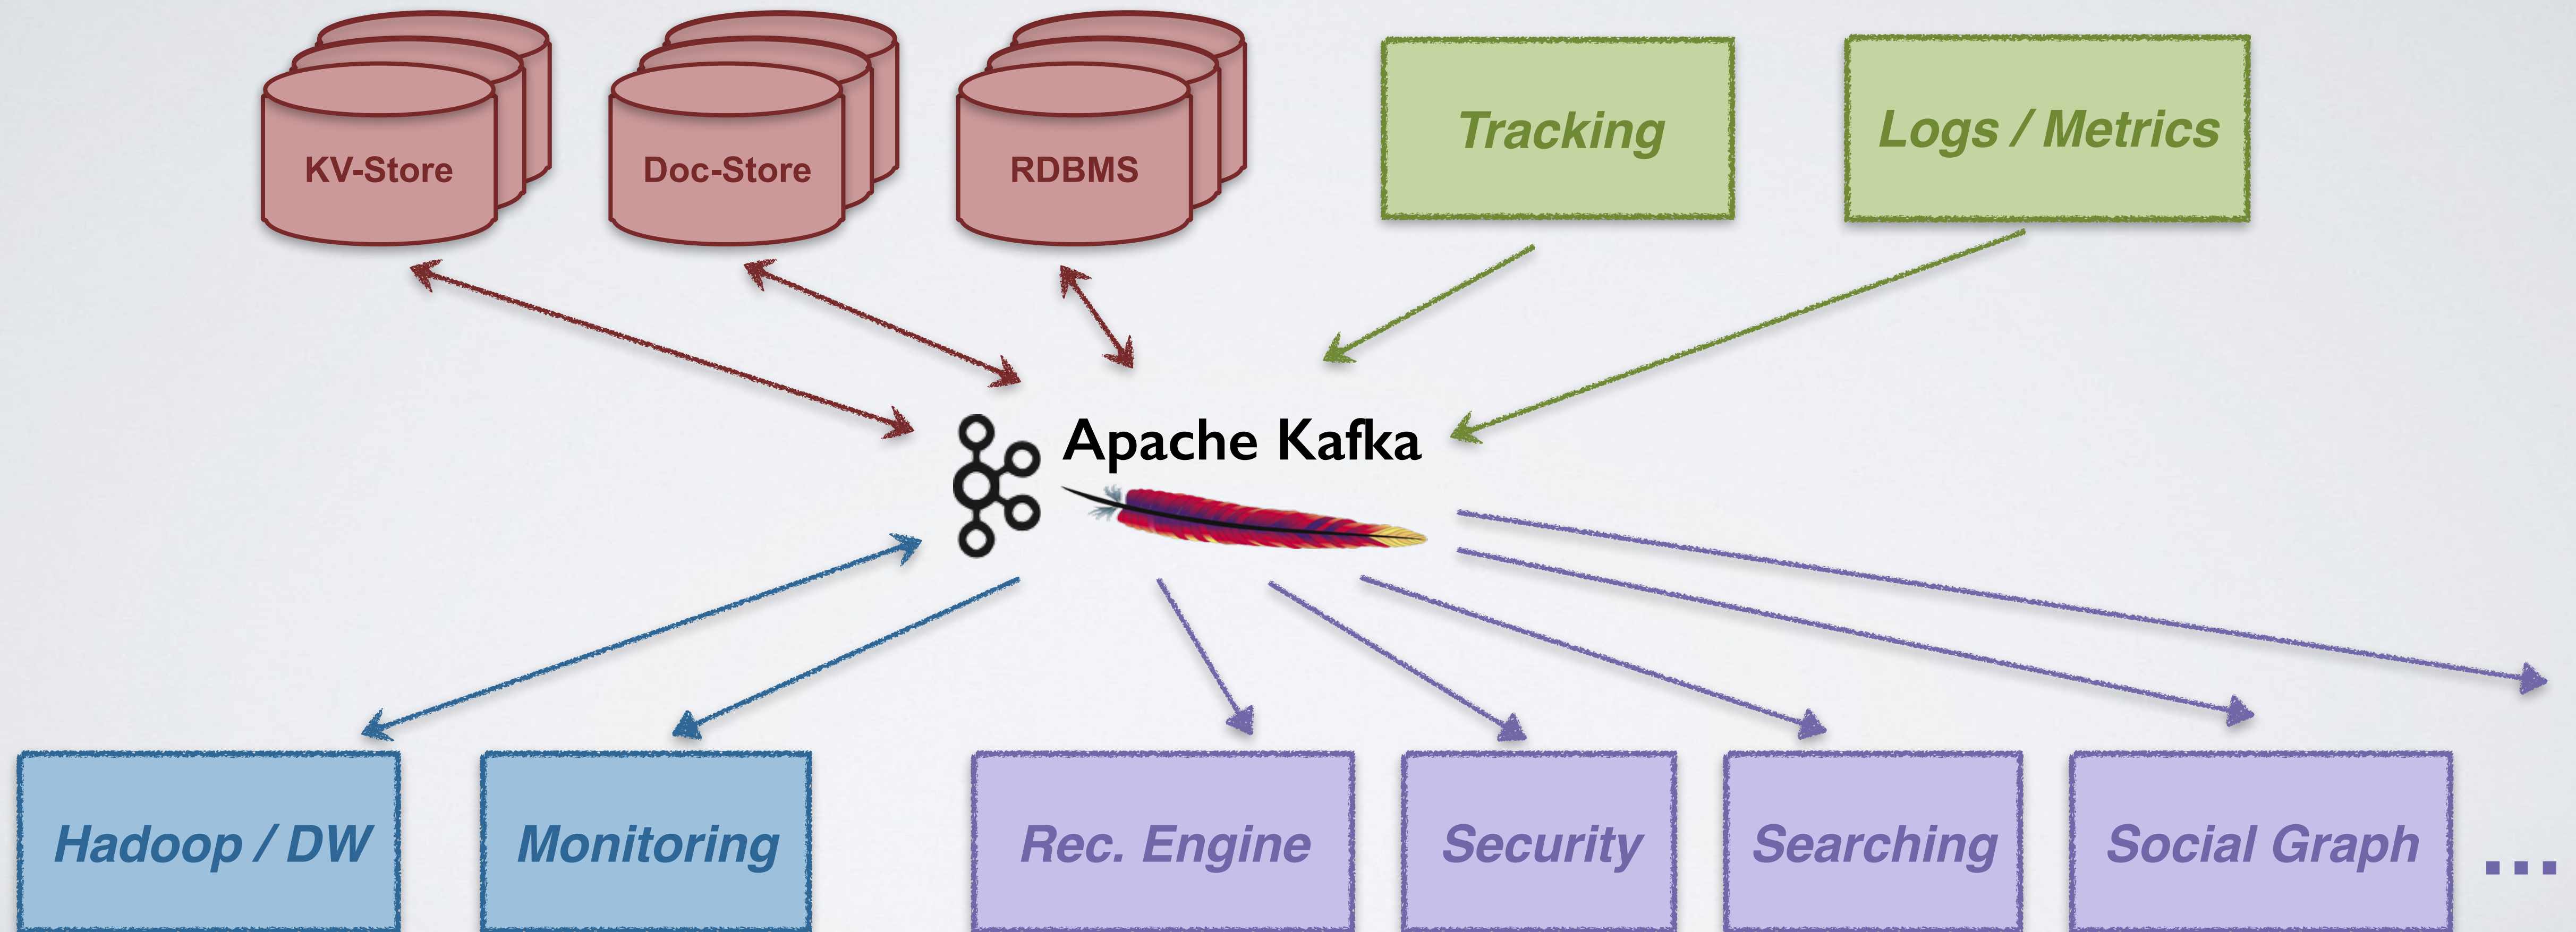 KV-Store
Doc-Store
RDBMS
Tracking
Logs / Metrics
Apache Kafka
Hadoop / DW
Monitoring
Rec. Engine
Security
Searching
Social Graph
...